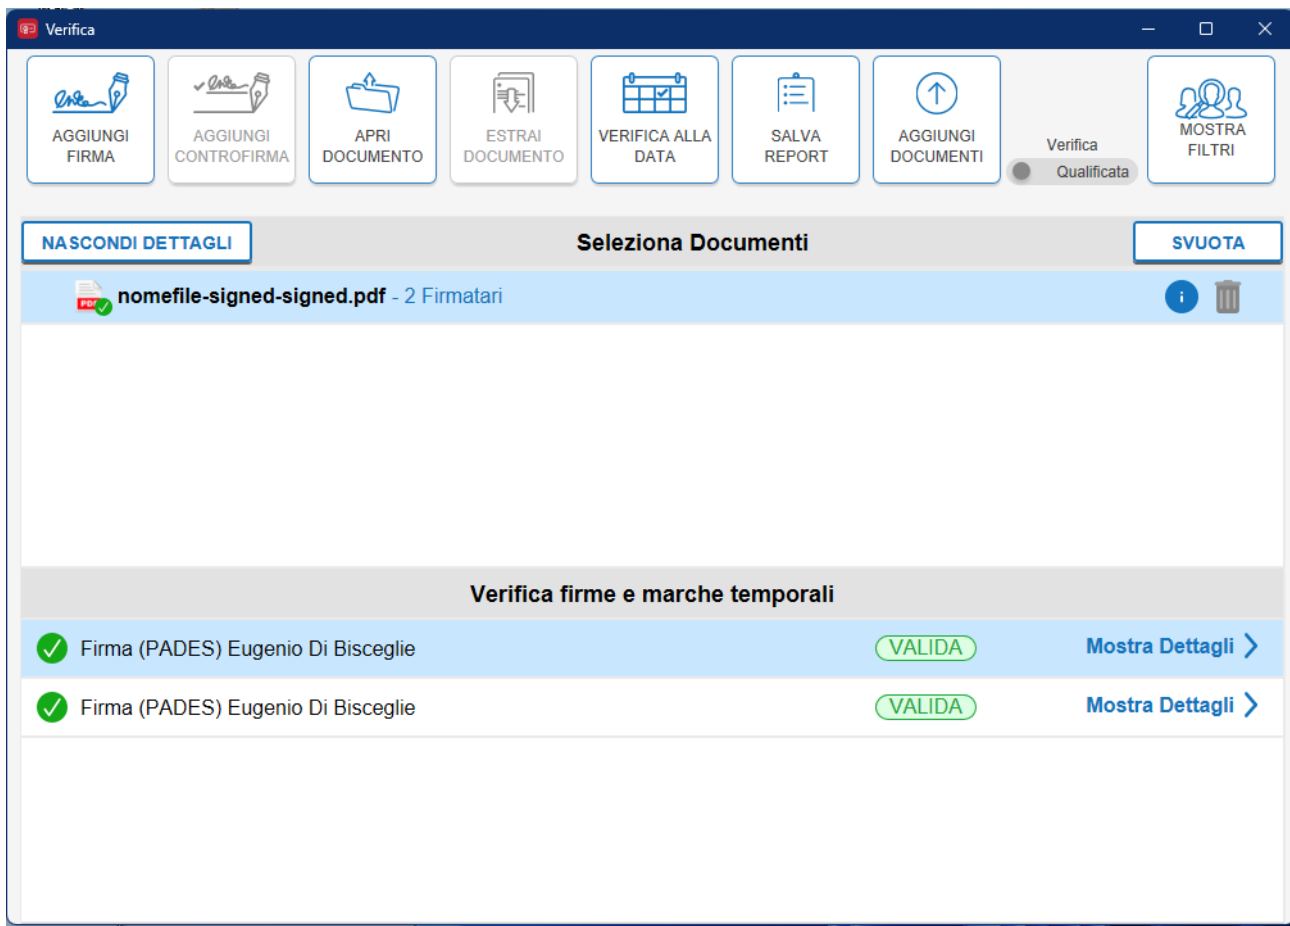 Verifica
AGGIUNGI
FIRMA
AGGIUNGI
CONTROFIRMA
APRI
DOCUMENTO
ESTRAI
DOCUMENTO
VERIFICA ALLA
DATA
SALVA
REPORT
AGGIUNGI
DOCUMENTI
Verifica
Qualificata
MOSTRA
FILTRI
NASCONDI DETTAGLI
Seleziona Documenti
SVUOTA
nomefile-signed-signed.pdf - 2 Firmatari
Verifica firme e marche temporali
Firma (PADES) Eugenio Di Bisceglie VALIDA Mostra Dettagli
Firma (PADES) Eugenio Di Bisceglie VALIDA Mostra Dettagli